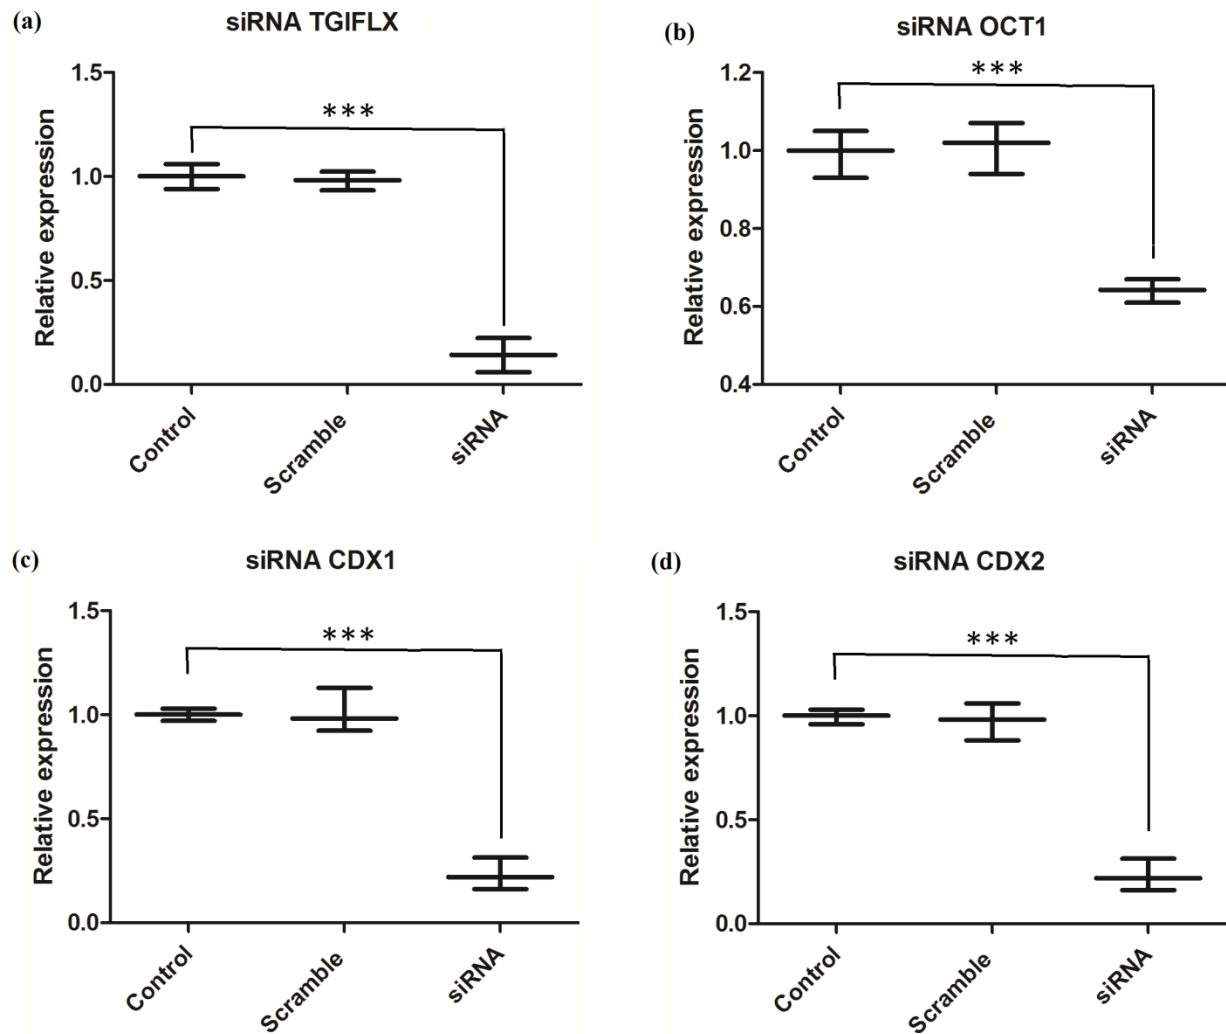 (a)
siRNA TGIFLX
Relative expression
1.5
1.0
0.5
0.0
***
Control
Scramble
siRNA
(b)
siRNA OCT1
Relative expression
1.2
1.0
0.8
0.6
0.4
***
Control
Scramble
siRNA
(c)
siRNA CDX1
Relative expression
1.5
1.0
0.5
0.0
***
Control
Scramble
siRNA
(d)
siRNA CDX2
Relative expression
1.5
1.0
0.5
0.0
***
Control
Scramble
siRNA